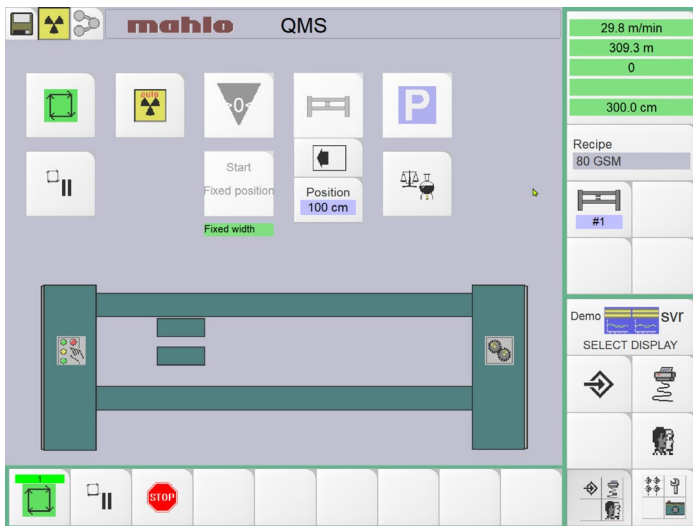 mahlo QMS
29.8 m/min
309.3 m
0
300.0 cm
auto
>0<
P
Start
Fixed position
Fixed width
Position
100 cm
Recipe
80 GSM
#1
Demo svr
SELECT DISPLAY
1
STOP